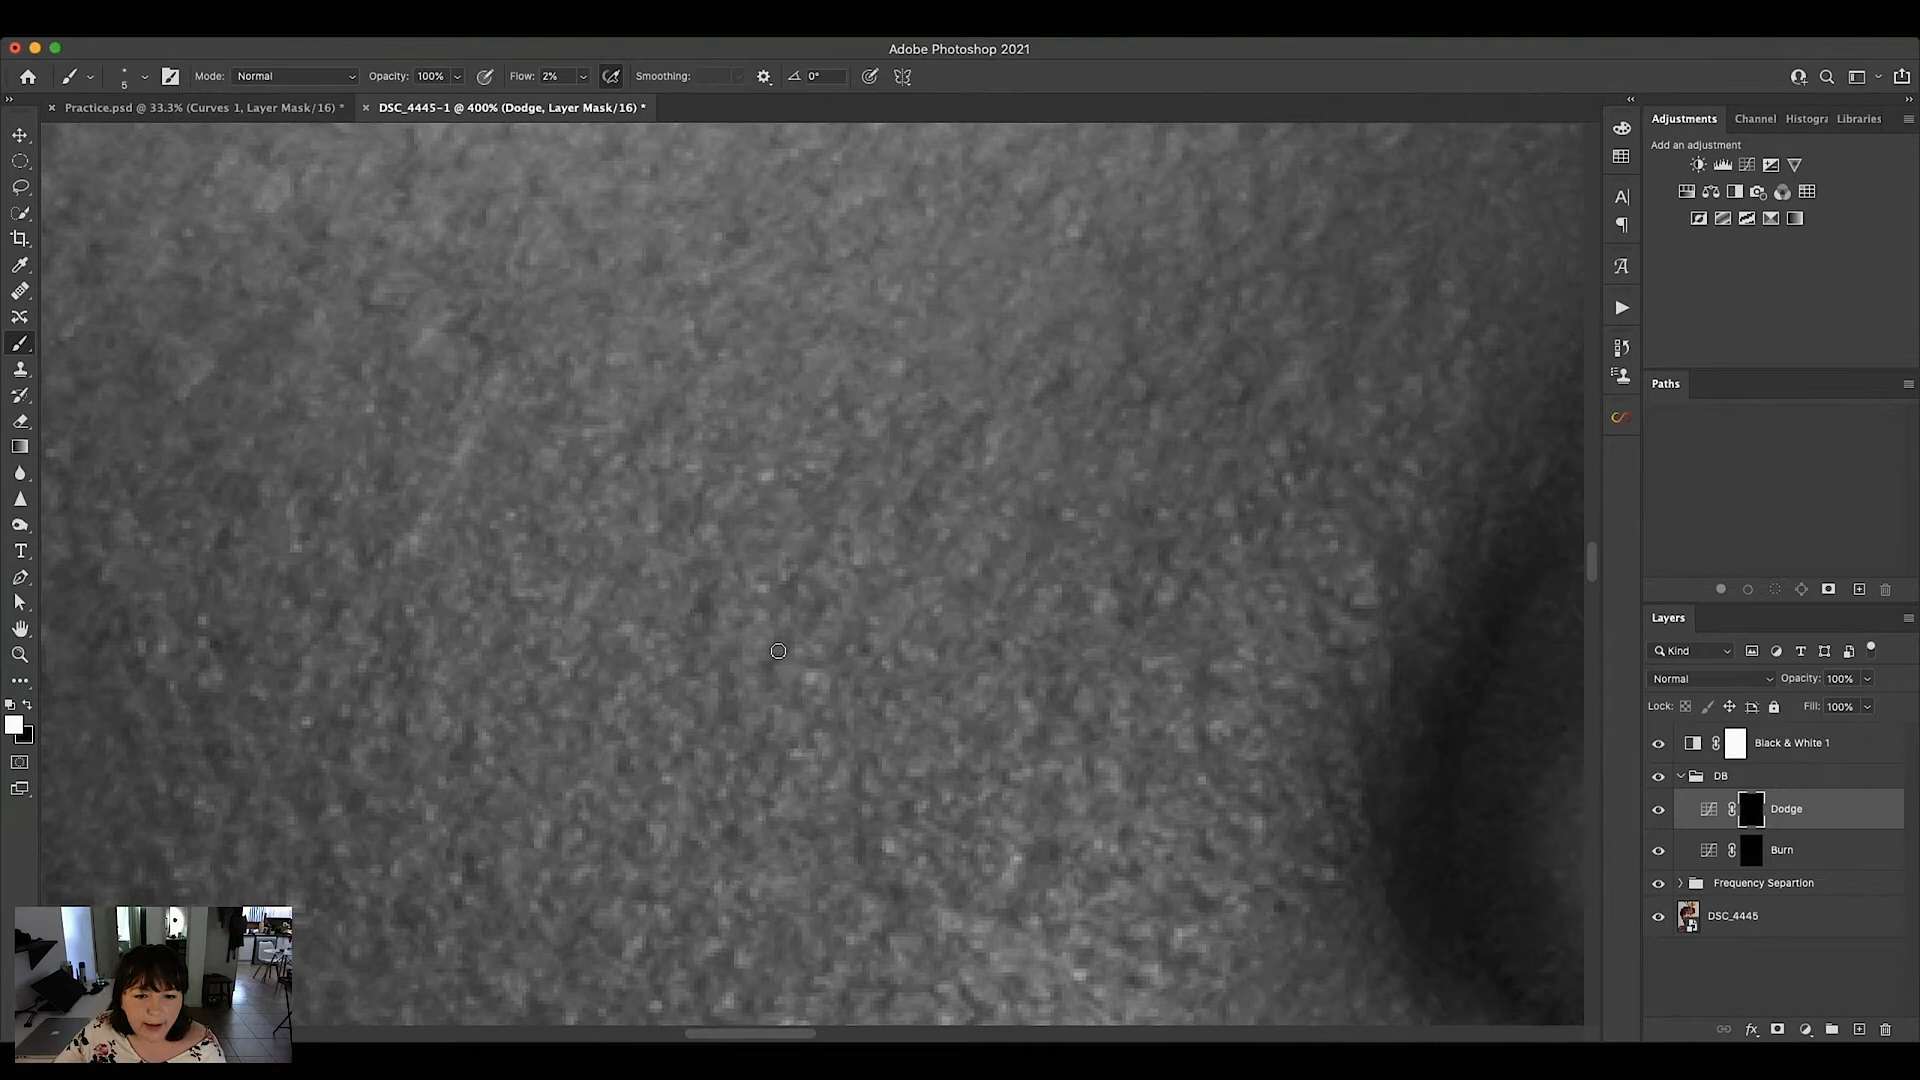 Adobe Photoshop 2021
5
Mode: Normal
Opacity: 100%
Flow: 2%
Smoothing:
0°
Practice.psd @ 33.3% (Curves 1, Layer Mask/16) *
DSC_4445-1 @ 400% (Dodge, Layer Mask/16) *
Adjustments
Channel
Histogra
Libraries
Add an adjustment
Paths
Layers
Kind
Normal
Opacity: 100%
Lock:
Fill: 100%
Black & White 1
DB
Dodge
Burn
Frequency Separtion
DSC_4445